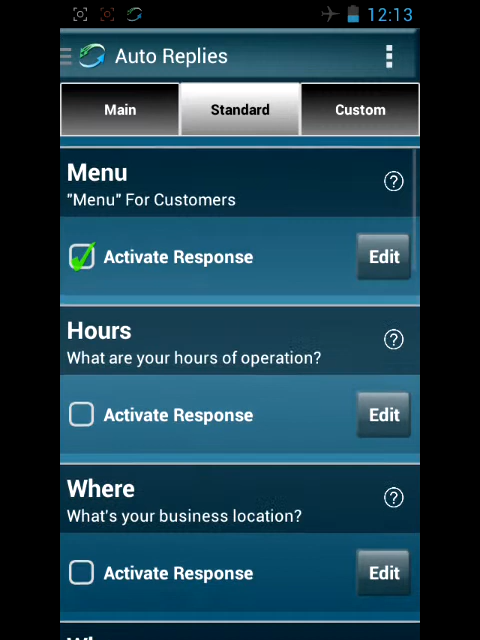 12:13
Auto Replies
Main
Standard
Custom
Menu
"Menu" For Customers
Activate Response
Edit
Hours
What are your hours of operation?
Activate Response
Edit
Where
What's your business location?
Activate Response
Edit